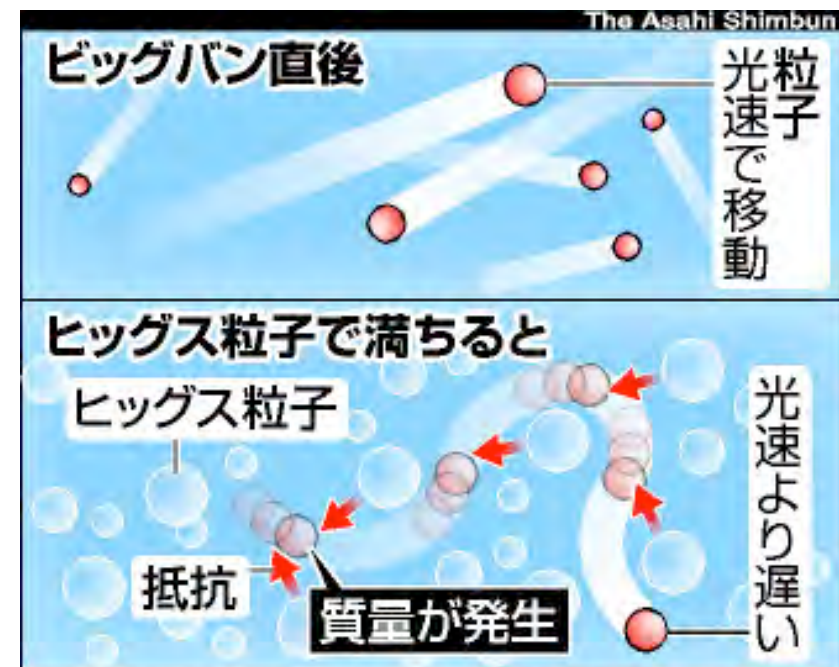 The Asahi Shimbun
ビッグバン直後
粒子
光速で移動
ヒッグス粒子で満ちると
ヒッグス粒子
光速より遅い
抵抗
質量が発生